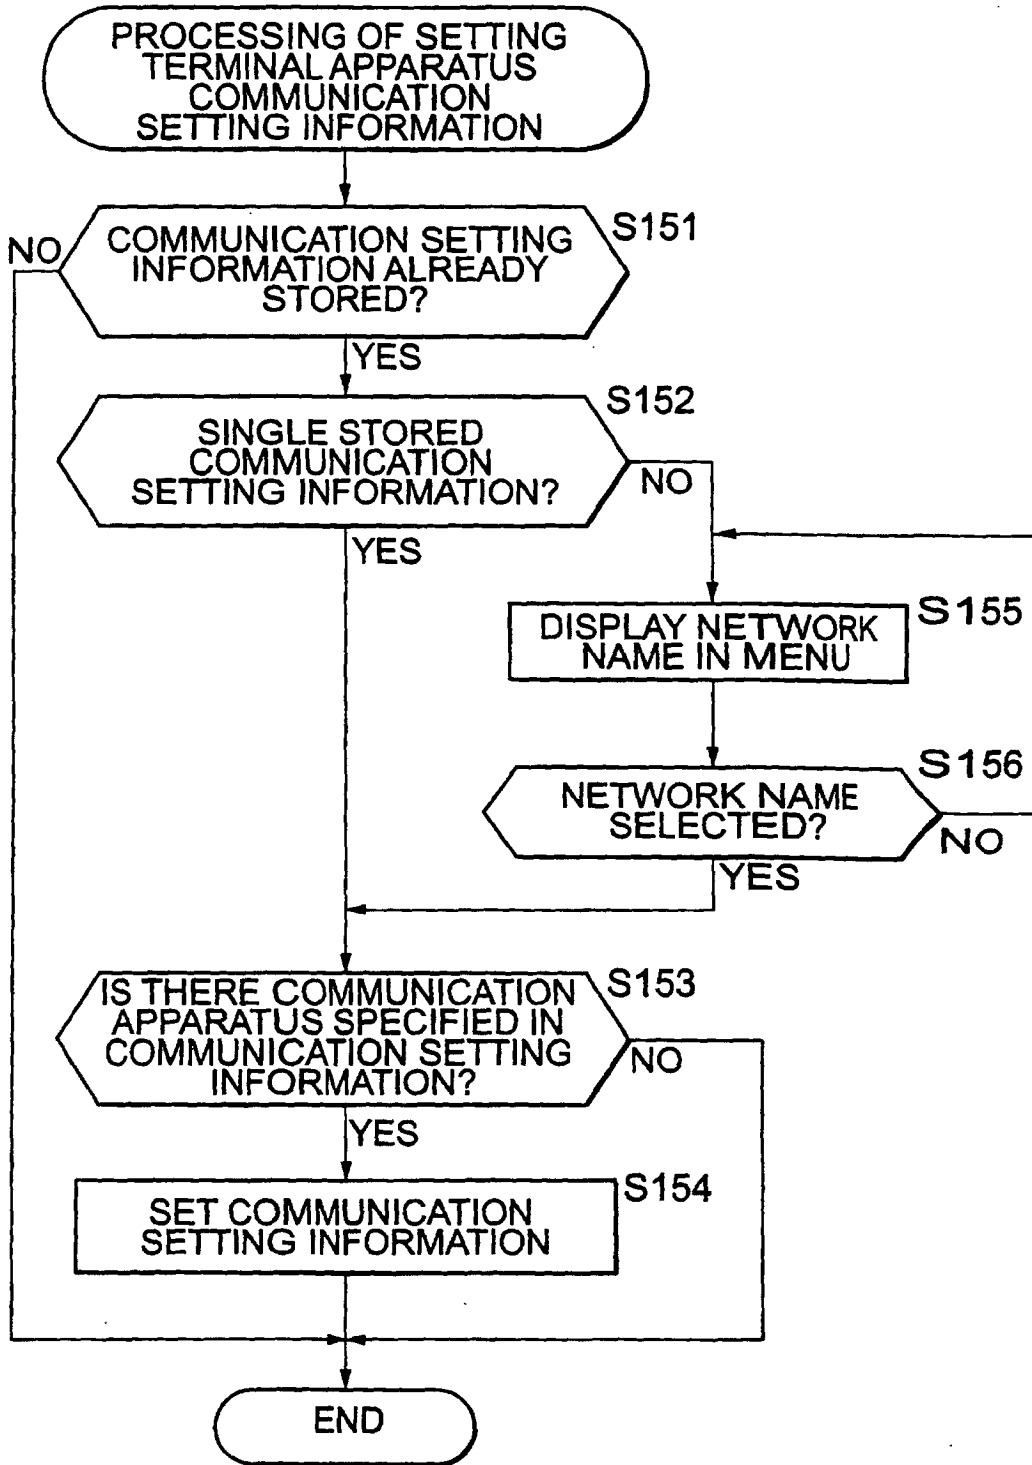 PROCESSING OF SETTING
TERMINAL APPARATUS
COMMUNICATION
SETTING INFORMATION
S151
NO
COMMUNICATION SETTING
INFORMATION ALREADY
STORED?
YES
S152
SINGLE STORED
COMMUNICATION
SETTING INFORMATION?
NO
YES
S155
DISPLAY NETWORK
NAME IN MENU
S156
NETWORK NAME
SELECTED?
NO
YES
S153
IS THERE COMMUNICATION
APPARATUS SPECIFIED IN
COMMUNICATION SETTING
INFORMATION?
NO
YES
S154
SET COMMUNICATION
SETTING INFORMATION
END